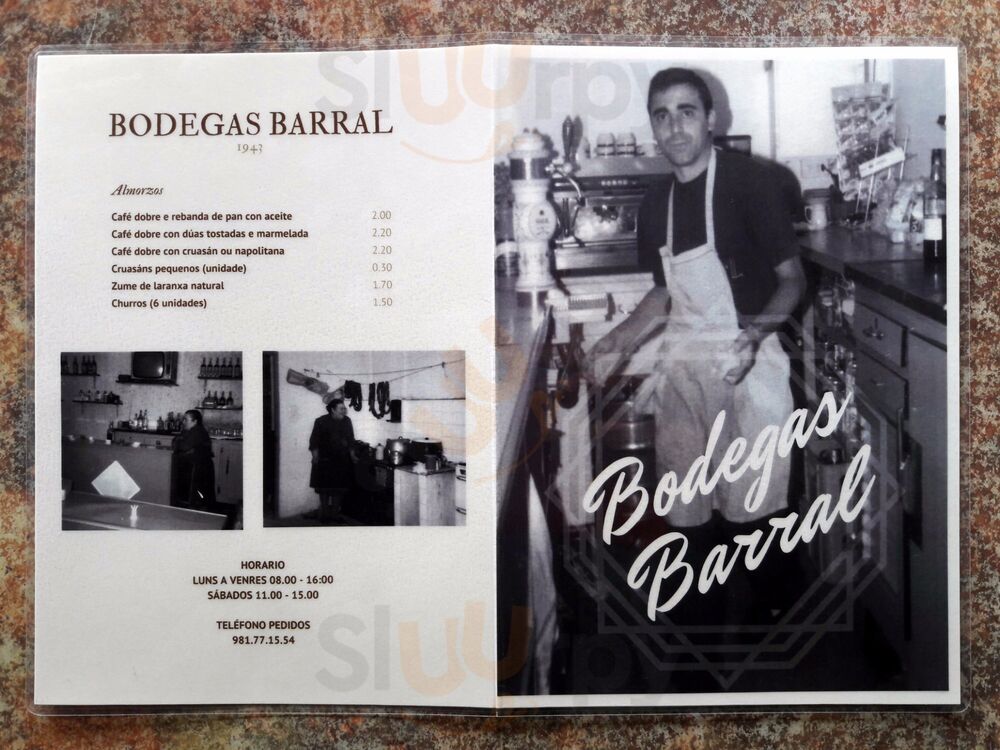 BODEGAS BARRAL
1943
Almorzos
Café dobre e rebanda de pan con aceite 2.00
Café dobre con dúas tostadas e marmelada 2,20
Café dobre con cruasán ou napolitana 2.20
Cruasáns pequenos (unidade) 0,30
Zume de laranxa natural 1.70
Churros (6 unidades) 1.50
HORARIO
LUNS A VENRES 08.00 - 16:00
SÁBADOS 11.00 - 15.00
TELÉFONO PEDIDOS
981.77.15.54
Bodegas
Barral
sluurpy
sluurpy